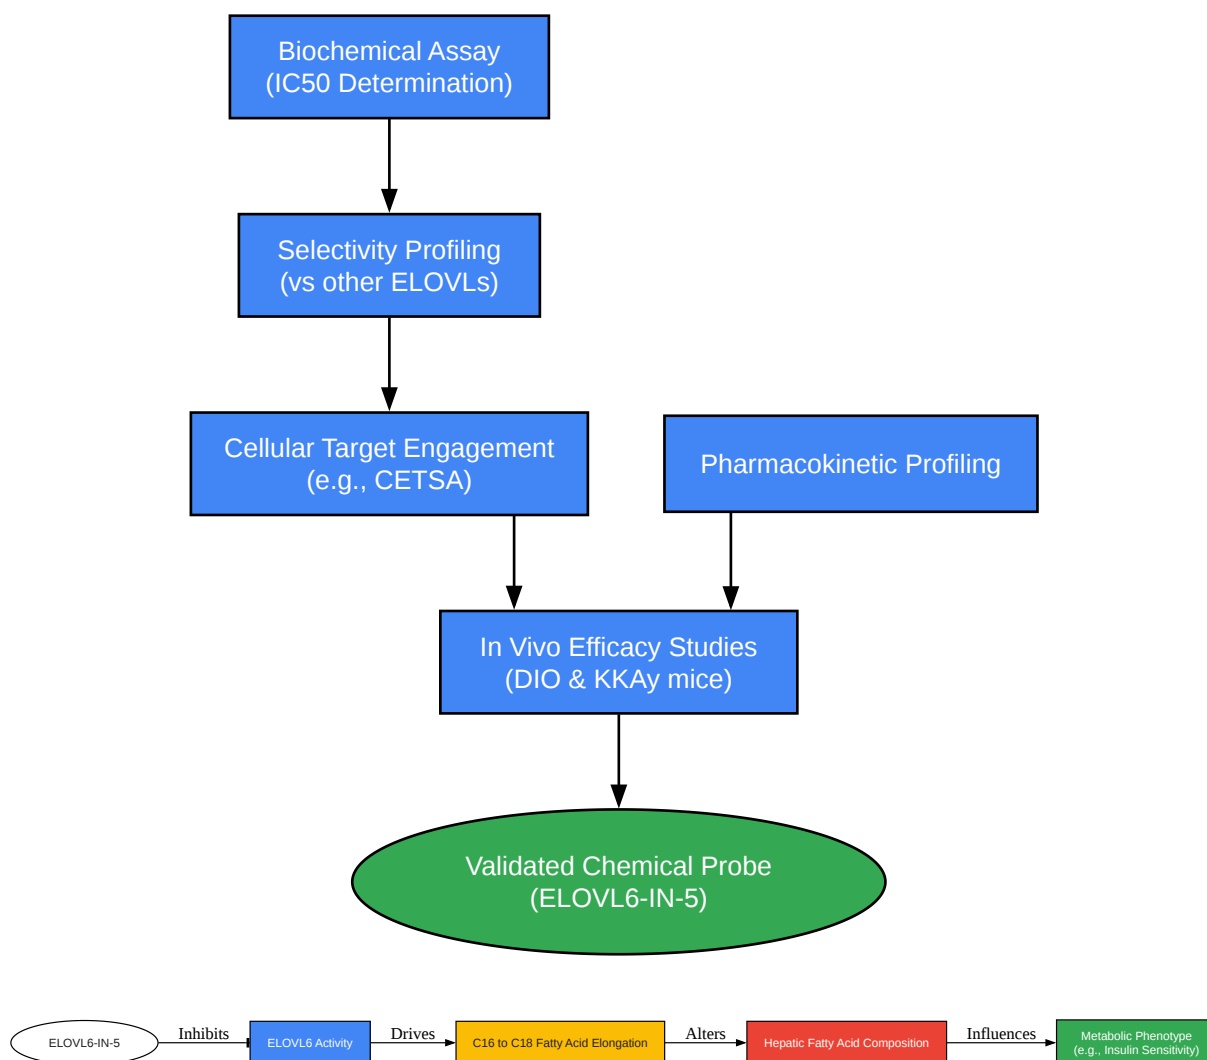 Biochemical Assay
(IC50 Determination)
Selectivity Profiling
(vs other ELOVLs)
Cellular Target Engagement
(e.g., CETSA)
Pharmacokinetic Profiling
In Vivo Efficacy Studies
(DIO & KKAy mice)
Validated Chemical Probe
(ELOVL6-IN-5)
ELOVL6-IN-5
Inhibits
ELOVL6 Activity
Drives
C16 to C18 Fatty Acid Elongation
Alters
Hepatic Fatty Acid Composition
Influences
Metabolic Phenotype
(e.g., Insulin Sensitivity)